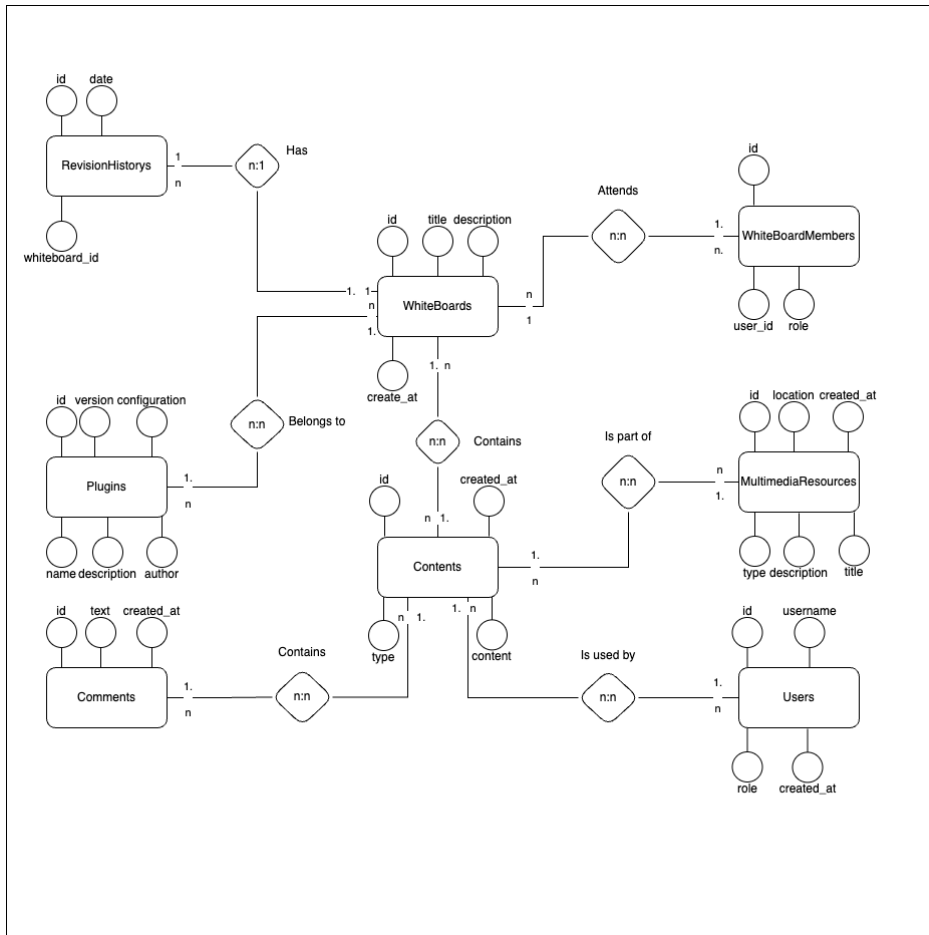 id date
RevisionHistorys
1
n
n:1
Has
whiteboard_id
id
Attends
n:n
1.
n.
WhiteBoardMembers
user_id role
id title description
WhiteBoards
1. 1
n
1.
n
1
create_at
1. n
id version configuration
n:n
Belongs to
Plugins
1.
n
name description author
n:n
Contains
Is part of
n:n
id location created_at
n
1.
MultimediaResources
type description title
id created_at
n 1.
Contents
1.
n
n 1.
1. n
type content
id text created_at
Comments
1.
n
Contains
n:n
Is used by
n:n
1.
n
id username
Users
role created_at